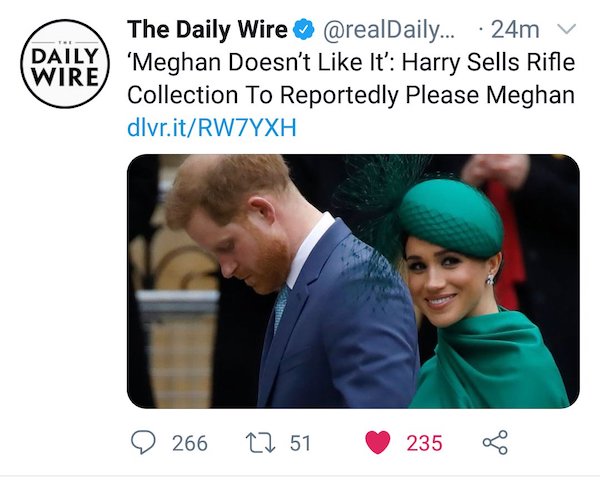 THE
DAILY
WIRE
The Daily Wire @realDaily... · 24m
‘Meghan Doesn’t Like It’: Harry Sells Rifle
Collection To Reportedly Please Meghan
dlvr.it/RW7YXH
266 51 235